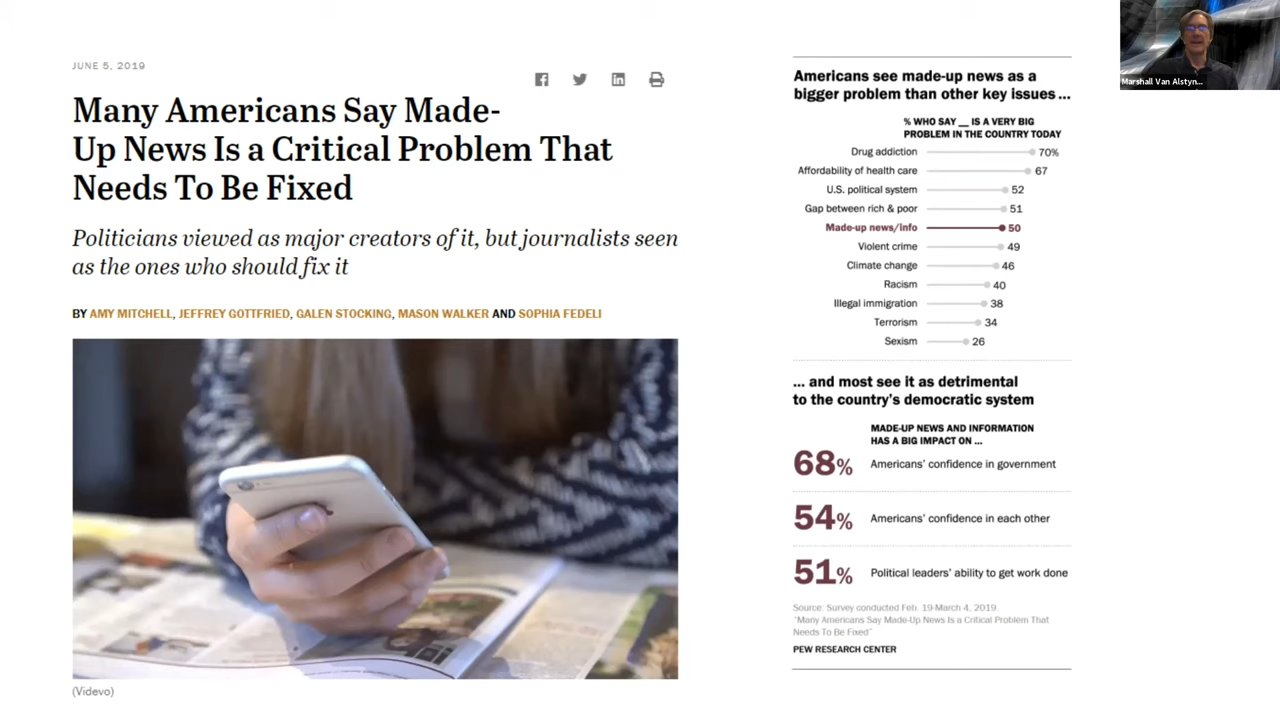 JUNE 5, 2019
Many Americans Say Made-
Up News Is a Critical Problem That
Needs To Be Fixed
Politicians viewed as major creators of it, but journalists seen
as the ones who should fix it
BY AMY MITCHELL, JEFFREY GOTTFRIED, GALEN STOCKING, MASON WALKER AND SOPHIA FEDELI
(Videvo)
Americans see made-up news as a
bigger problem than other key issues ...
% WHO SAY __ IS A VERY BIG
PROBLEM IN THE COUNTRY TODAY
Drug addiction 70%
Affordability of health care 67
U.S. political system 52
Gap between rich & poor 51
Made-up news/info 50
Violent crime 49
Climate change 46
Racism 40
Illegal immigration 38
Terrorism 34
Sexism 26
... and most see it as detrimental
to the country's democratic system
MADE-UP NEWS AND INFORMATION
HAS A BIG IMPACT ON ...
68% Americans' confidence in government
54% Americans' confidence in each other
51% Political leaders' ability to get work done
Source: Survey conducted Feb. 19-March 4, 2019.
"Many Americans Say Made-Up News Is a Critical Problem That
Needs To Be Fixed"
PEW RESEARCH CENTER
Marshall Van Alstyn...